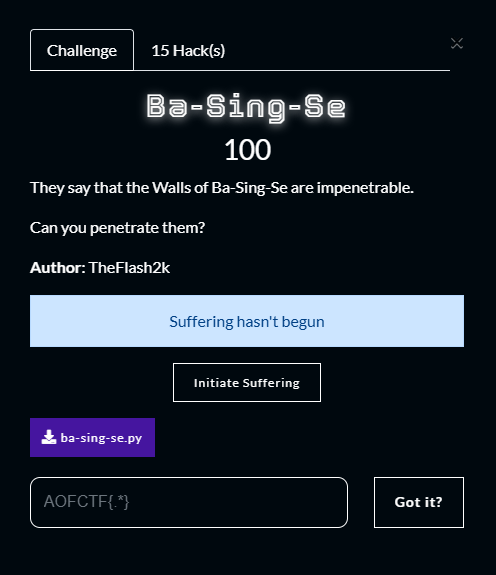 Challenge
15 Hack(s)
Ba-Sing-Se
100
They say that the Walls of Ba-Sing-Se are impenetrable.
Can you penetrate them?
Author: TheFlash2k
Suffering hasn't begun
Initiate Suffering
ba-sing-se.py
AOFCTF{.*}
Got it?